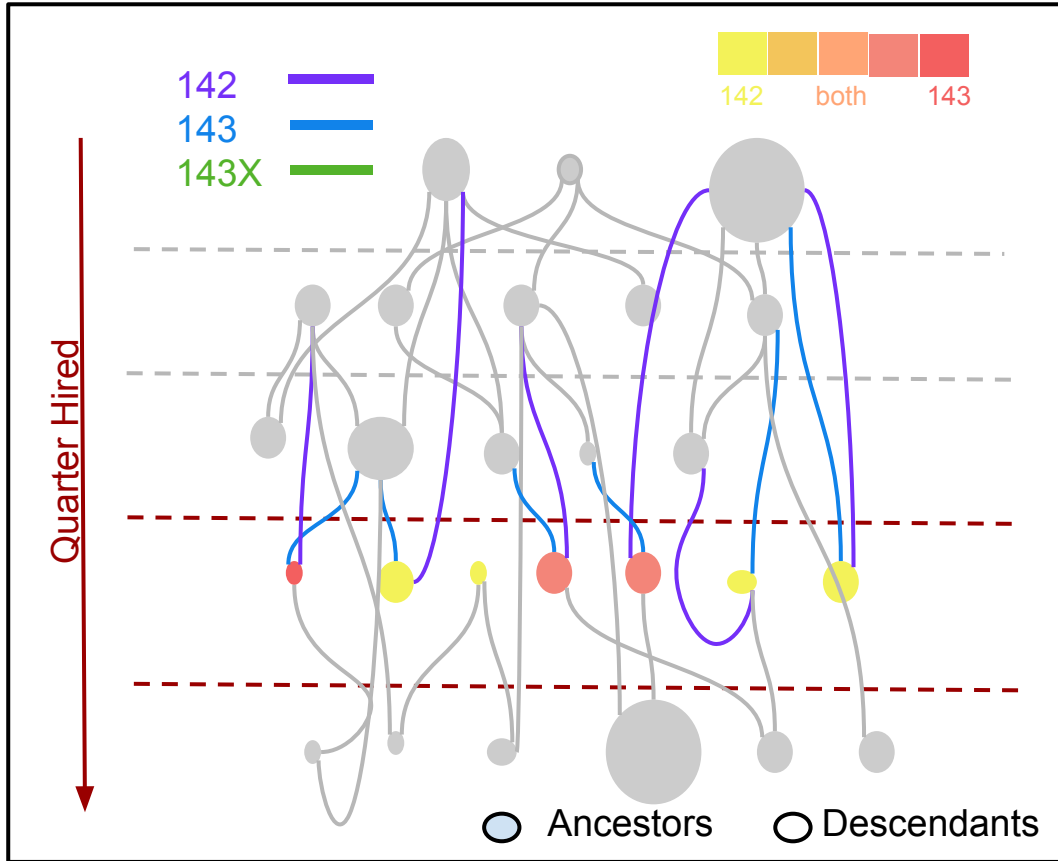 142
143
143X
142 both 143
Quarter Hired
Ancestors
Descendants